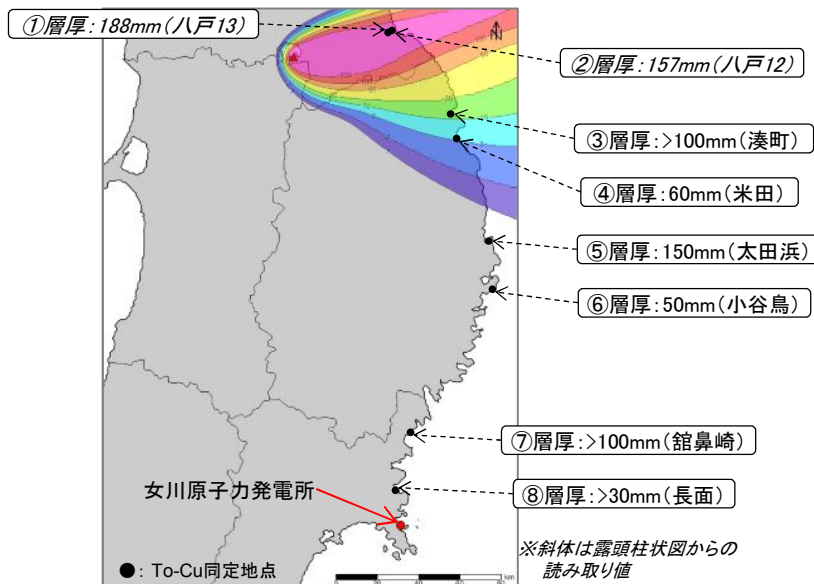 ①層厚:188mm(八戸13)
N
②層厚:157mm(八戸12)
③層厚:>100mm(湊町)
④層厚:60mm(米田)
⑤層厚:150mm(太田浜)
⑥層厚:50mm(小谷鳥)
⑦層厚:>100mm(舘鼻崎)
女川原子力発電所
⑧層厚:>30mm(長面)
※斜体は露頭柱状図からの
読み取り値
●:To-Cu同定地点
km